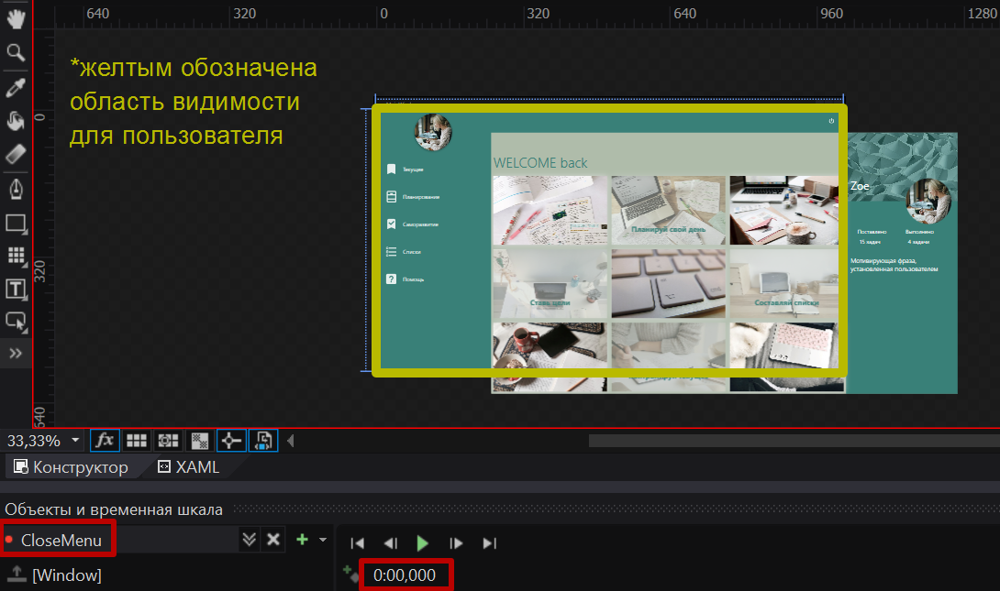 640 320 0 320 640 960 1280
*желтым обозначена
область видимости
для пользователя
0
320
640
Текущее
Планирование
Саморазвитие
Списки
Помощь
WELCOME back
Планируй свой день
Ставь цели
Составляй списки
Zoe
Поставлено Выполнено
15 задач 4 задачи
Мотивирующая фраза,
установленная пользователем
33,33% fx
Конструктор XAML
Объекты и временная шкала
CloseMenu
[Window] 0:00,000